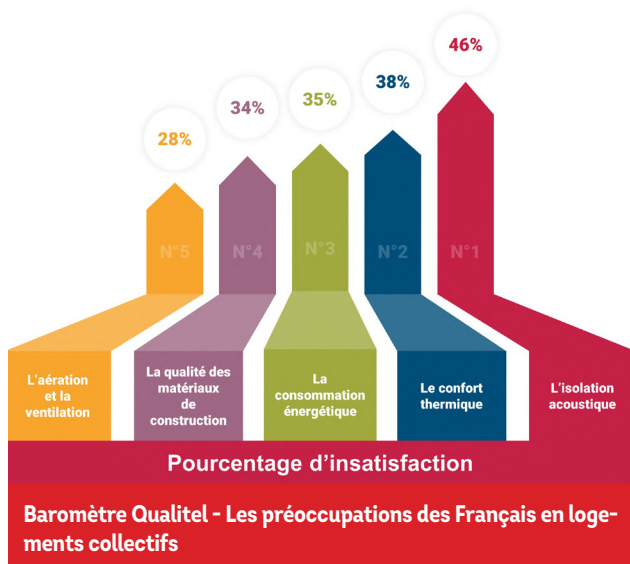 46%
38%
35%
34%
28%
N°5
N°4
N°3
N°2
N°1
L'aération
et la
ventilation
La qualité des
matériaux
de
construction
La
consommation
énergétique
Le confort
thermique
L'isolation
acoustique
Pourcentage d'insatisfaction
Baromètre Qualitel - Les préoccupations des Français en loge-
ments collectifs